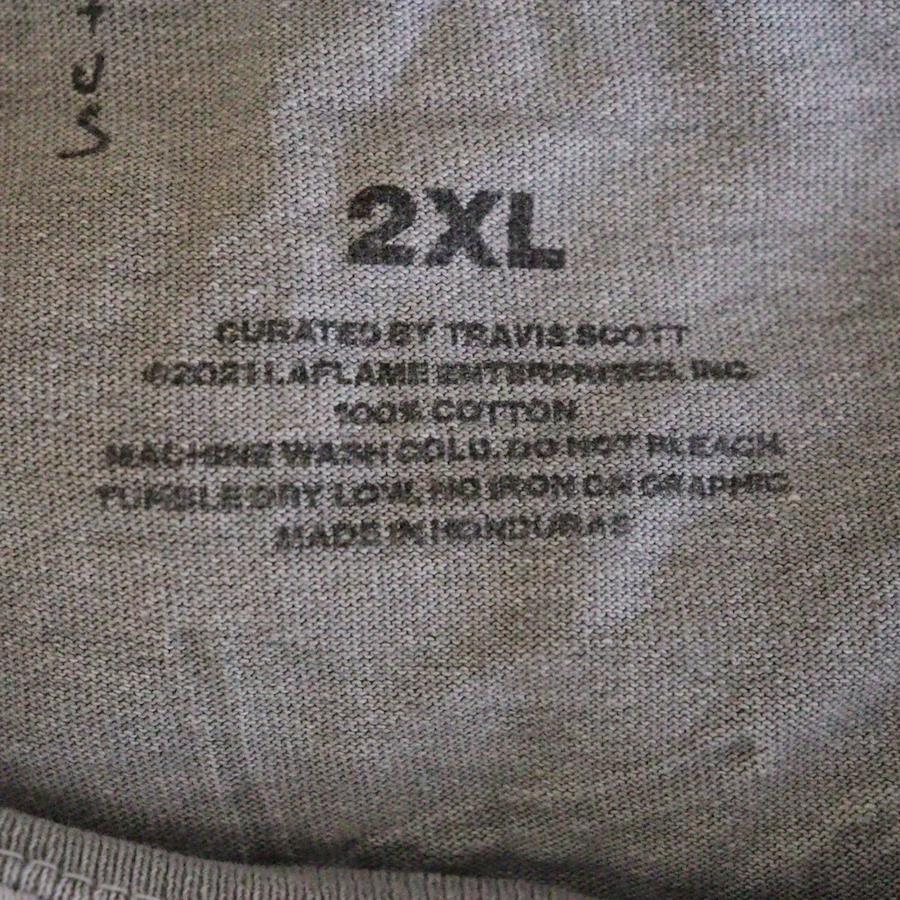 2XL
CURATED BY TRAVIS SCOTT
©2021 LAFLAME ENTERPRISES, INC.
100% COTTON
MACHINE WASH COLD. DO NOT BLEACH.
TUMBLE DRY LOW. NO IRON ON GRAPHIC
MADE IN HONDURAS